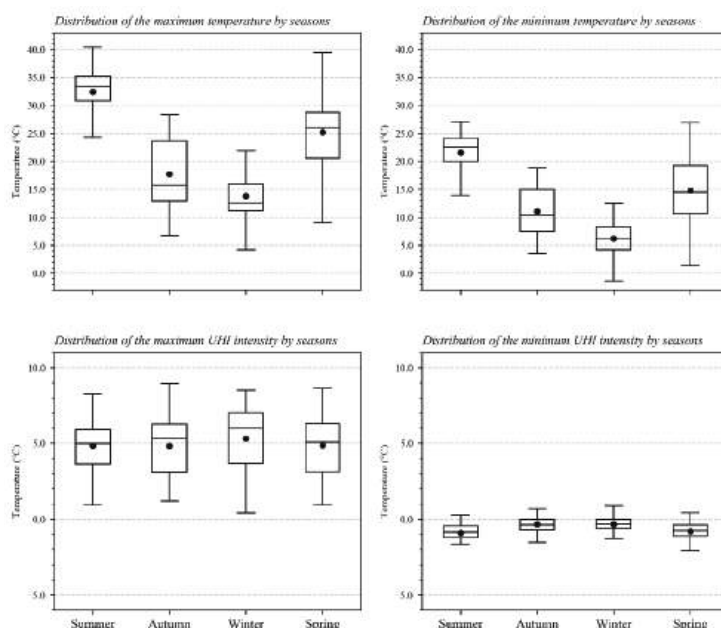 Distribution of the maximum temperature by seasons
Temperature (°C)
40.0
35.0
30.0
25.0
20.0
15.0
10.0
5.0
0.0
Distribution of the minimum temperature by seasons
Temperature (°C)
40.0
35.0
30.0
25.0
20.0
15.0
10.0
5.0
0.0
Distribution of the maximum UHI intensity by seasons
Temperature (°C)
10.0
5.0
0.0
5.0
Summer Autumn Winter Spring
Distribution of the minimum UHI intensity by seasons
Temperature (°C)
10.0
5.0
0.0
5.0
Summer Autumn Winter Spring